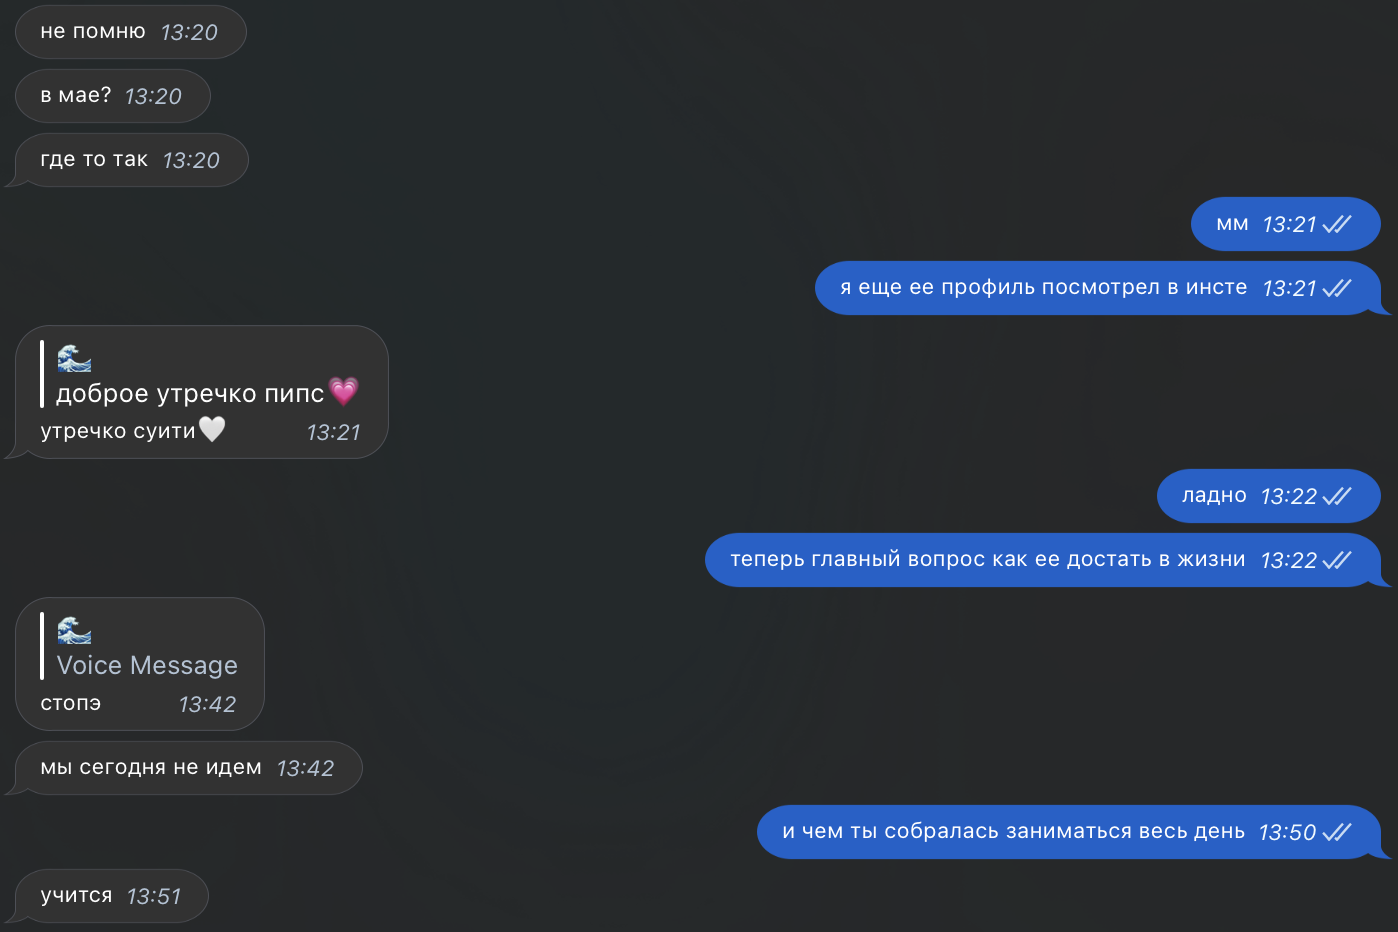 не помню 13:20
в мае? 13:20
где то так 13:20
мм 13:21
я еще ее профиль посмотрел в инсте 13:21
🌊
доброе утречко пипс💗
утречко суити🤍 13:21
ладно 13:22
теперь главный вопрос как ее достать в жизни 13:22
🌊
Voice Message
стопэ 13:42
мы сегодня не идем 13:42
и чем ты собралась заниматься весь день 13:50
учится 13:51